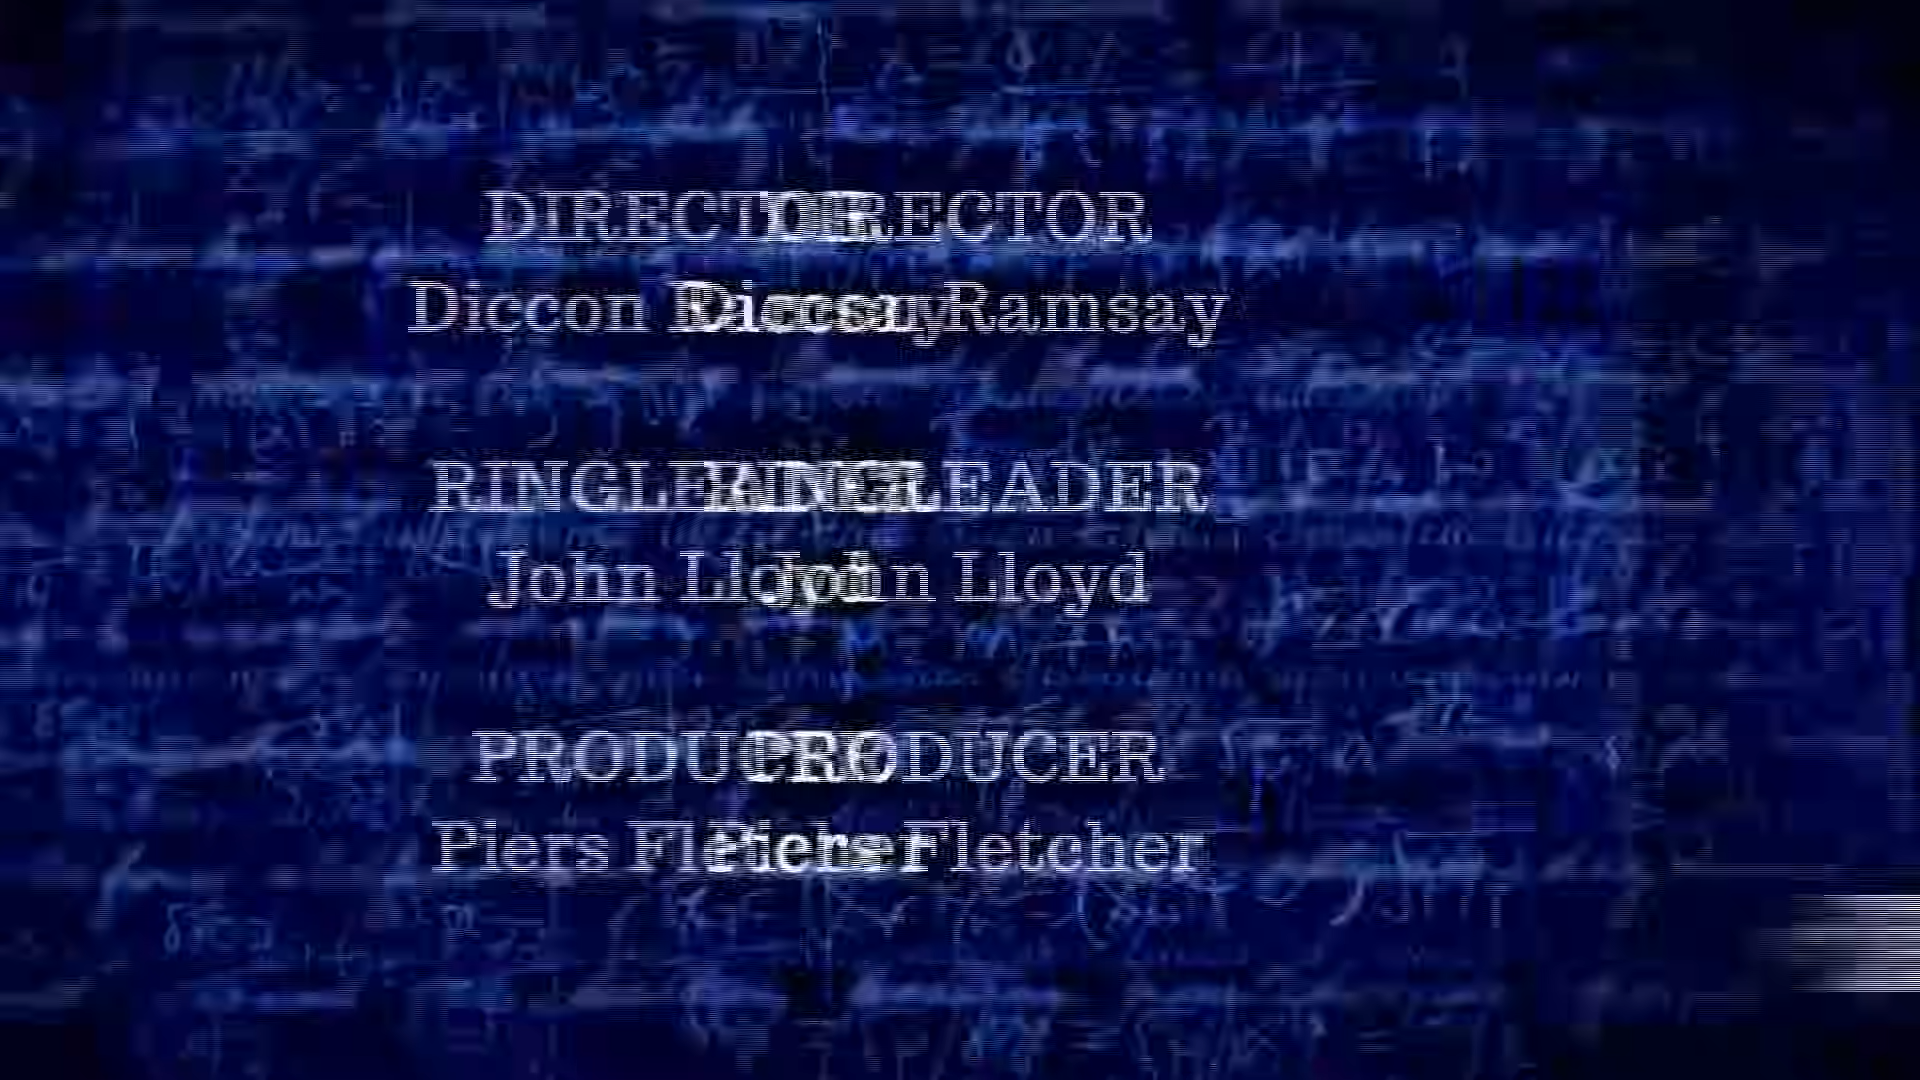 DIRECTOR
Diccon Ramsay
RINGLEADER
John Lloyd
PRODUCER
Piers Fletcher